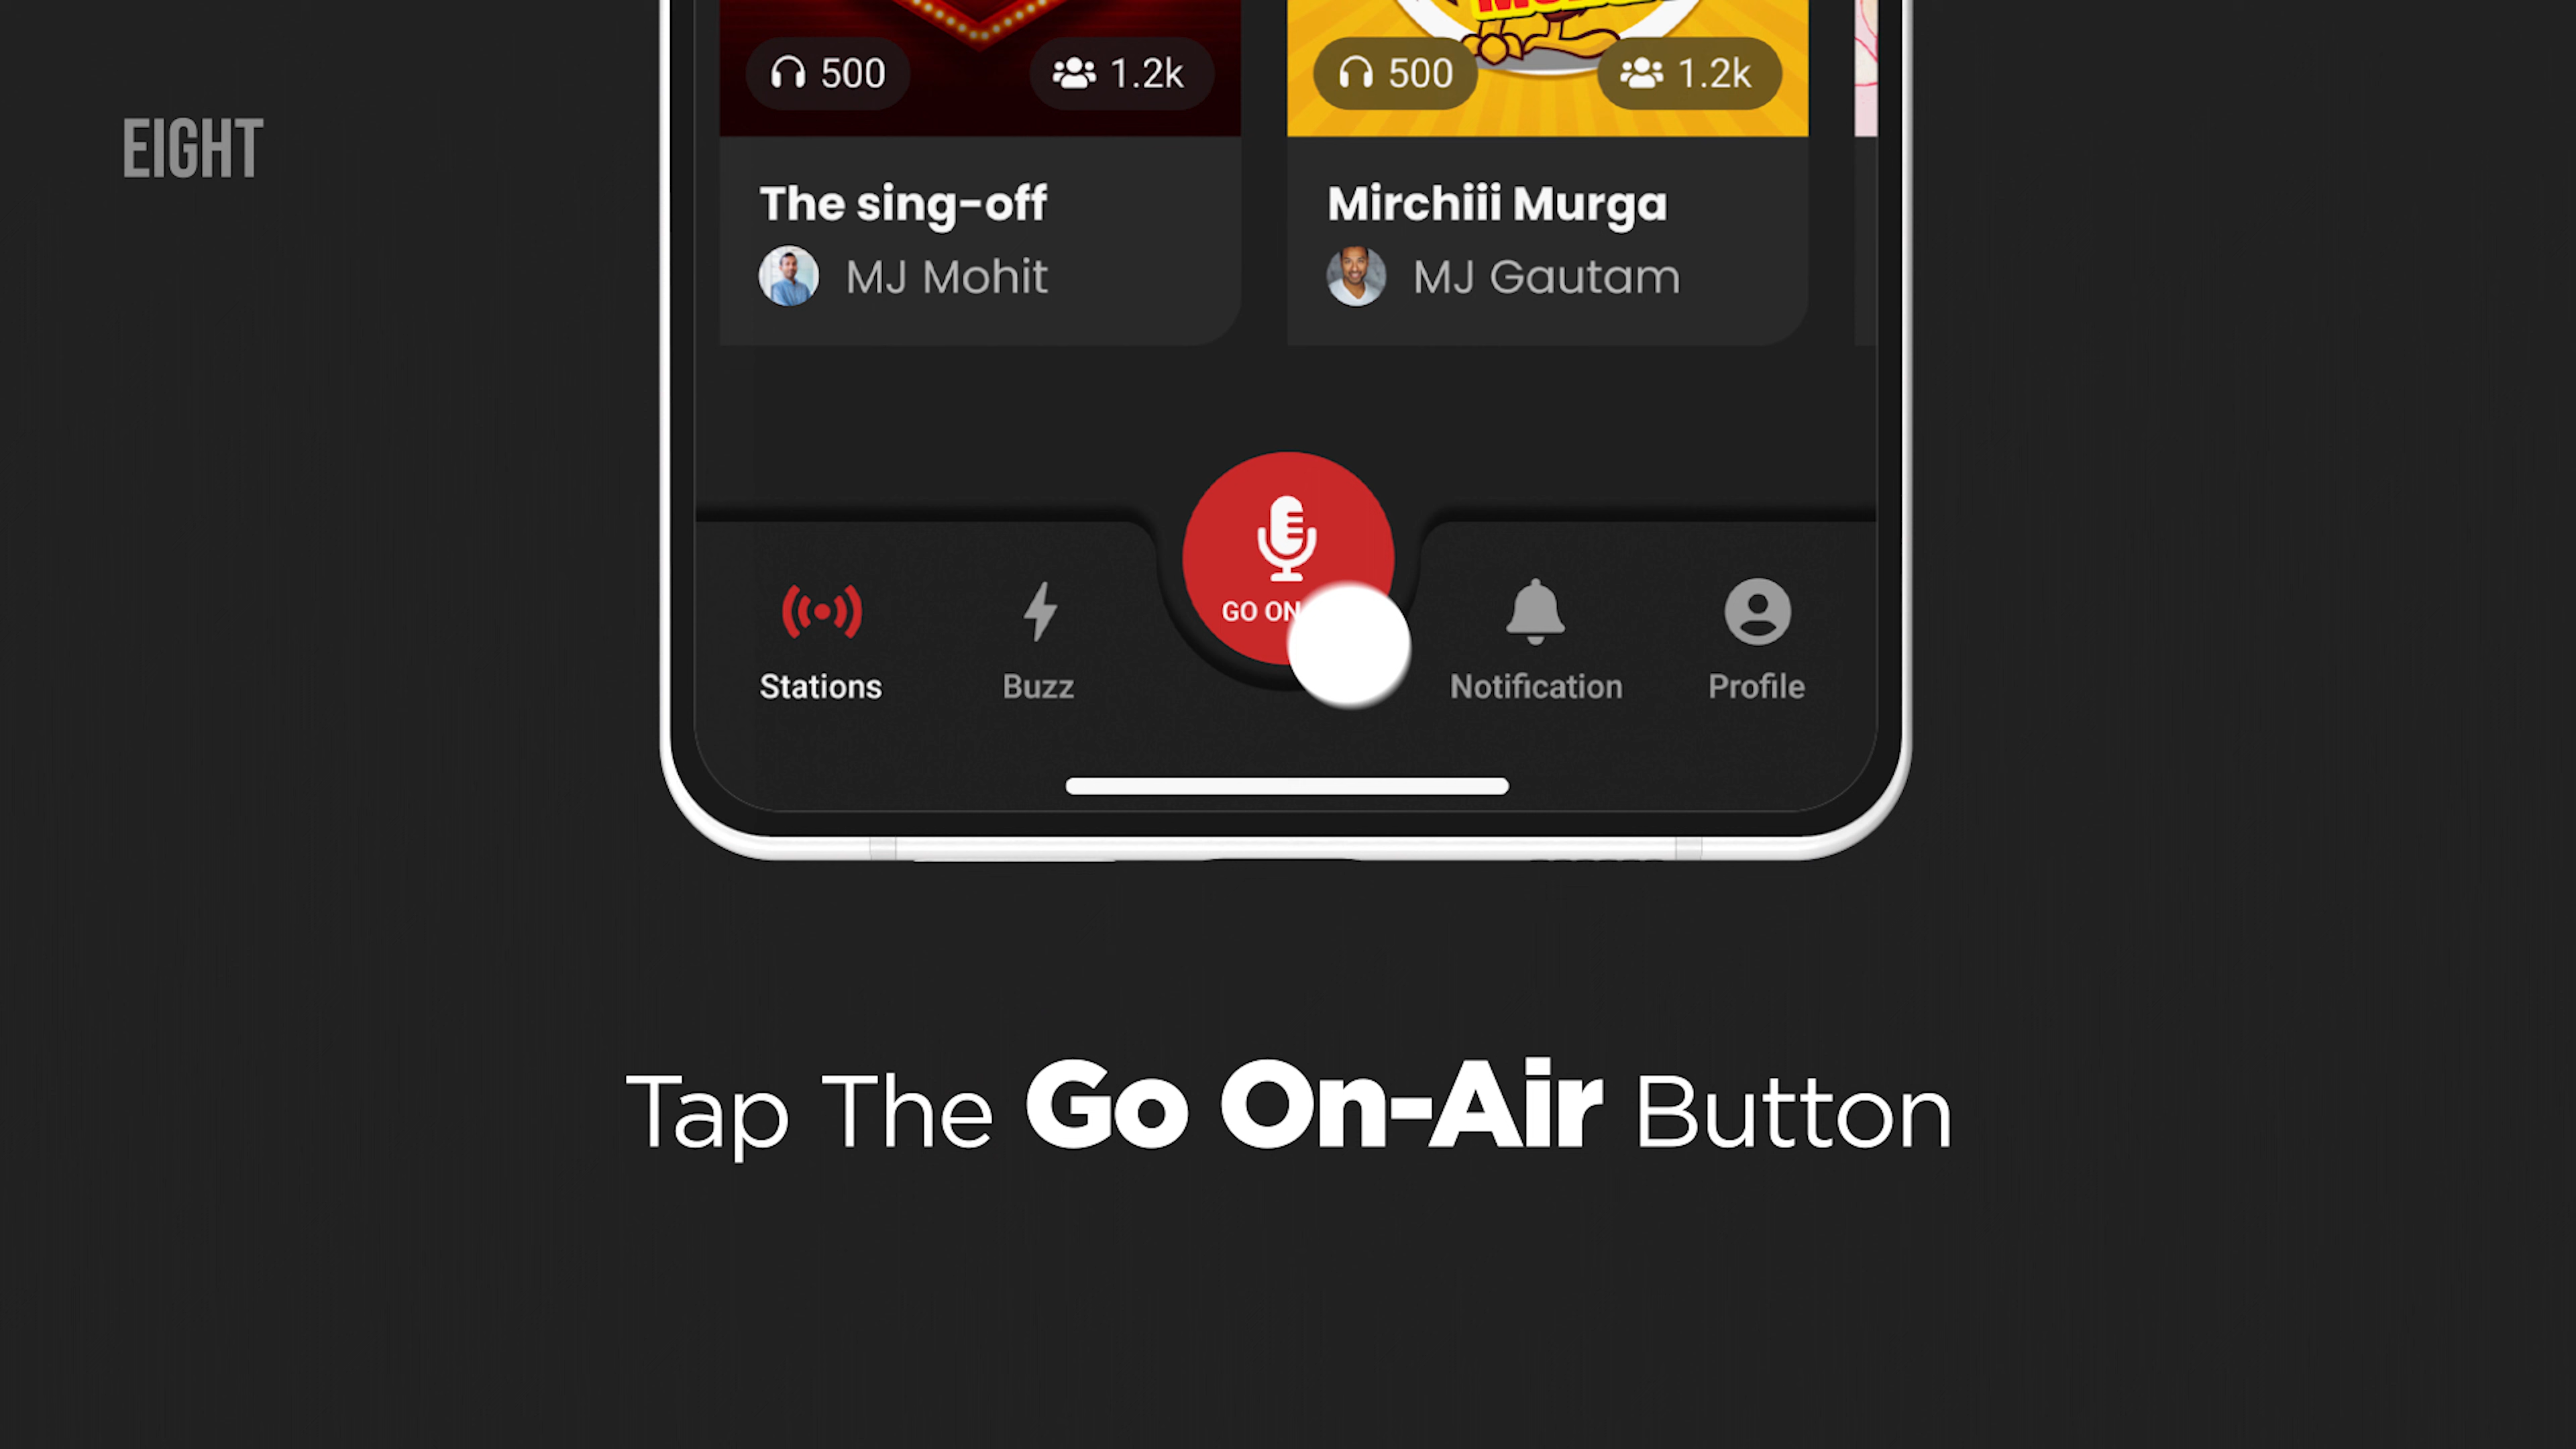 500
1.2k
500
1.2k
EIGHT
The sing-off
Mirchiii Murga
MJ Mohit
MJ Gautam
GO ON
Stations
Buzz
Notification
Profile
Tap The Go On-Air Button